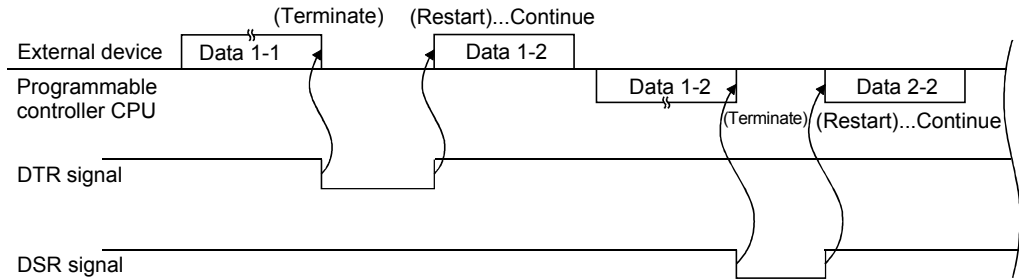 (Terminate) (Restart)...Continue
External device Data 1-1 Data 1-2
Programmable
controller CPU
Data 1-2 Data 2-2
(Terminate) (Restart)...Continue
DTR signal
DSR signal